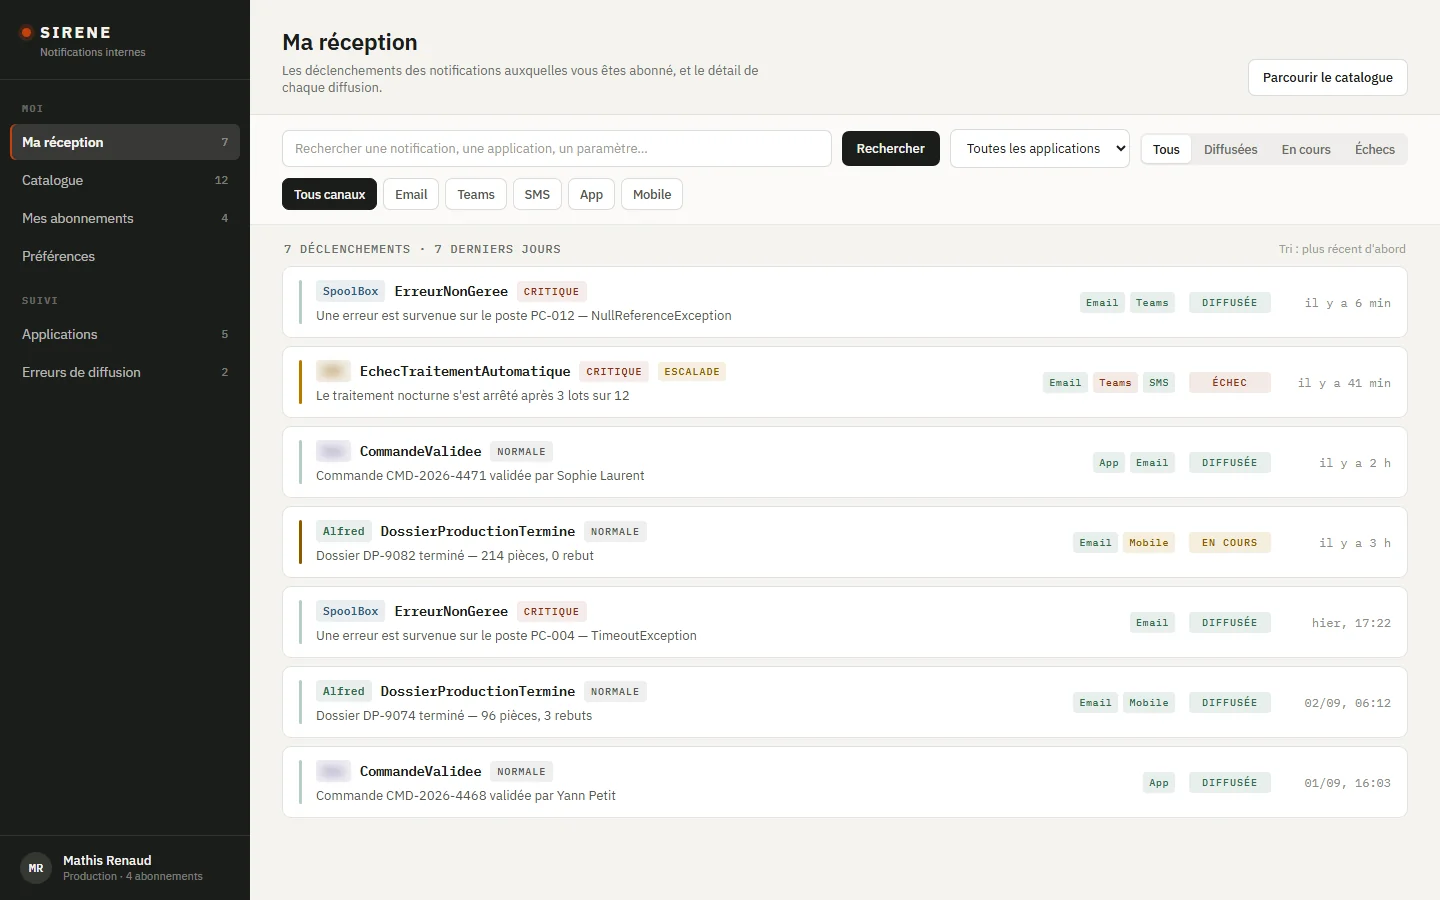 SIRENE
Notifications internes
MOI
Ma réception 7
Catalogue 12
Mes abonnements 4
Préférences
SUIVI
Applications 5
Erreurs de diffusion 2
MR
Mathis Renaud
Production · 4 abonnements
Ma réception
Les déclenchements des notifications auxquelles vous êtes abonné, et le détail de
chaque diffusion.
Parcourir le catalogue
Rechercher une notification, une application, un paramètre...
Rechercher
Toutes les applications
Tous Diffusées En cours Échecs
Tous canaux Email Teams SMS App Mobile
7 DÉCLENCHEMENTS · 7 DERNIERS JOURS
Tri : plus récent d'abord
SpoolBox ErreurNonGeree CRITIQUE
Une erreur est survenue sur le poste PC-012 — NullReferenceException
Email Teams DIFFUSÉE il y a 6 min
EchecTraitementAutomatique CRITIQUE ESCALADE
Le traitement nocturne s'est arrêté après 3 lots sur 12
Email Teams SMS ÉCHEC il y a 41 min
CommandeValidee NORMALE
Commande CMD-2026-4471 validée par Sophie Laurent
App Email DIFFUSÉE il y a 2 h
Alfred DossierProductionTermine NORMALE
Dossier DP-9082 terminé — 214 pièces, 0 rebut
Email Mobile EN COURS il y a 3 h
SpoolBox ErreurNonGeree CRITIQUE
Une erreur est survenue sur le poste PC-004 — TimeoutException
Email DIFFUSÉE hier, 17:22
Alfred DossierProductionTermine NORMALE
Dossier DP-9074 terminé — 96 pièces, 3 rebuts
Email Mobile DIFFUSÉE 02/09, 06:12
CommandeValidee NORMALE
Commande CMD-2026-4468 validée par Yann Petit
App DIFFUSÉE 01/09, 16:03